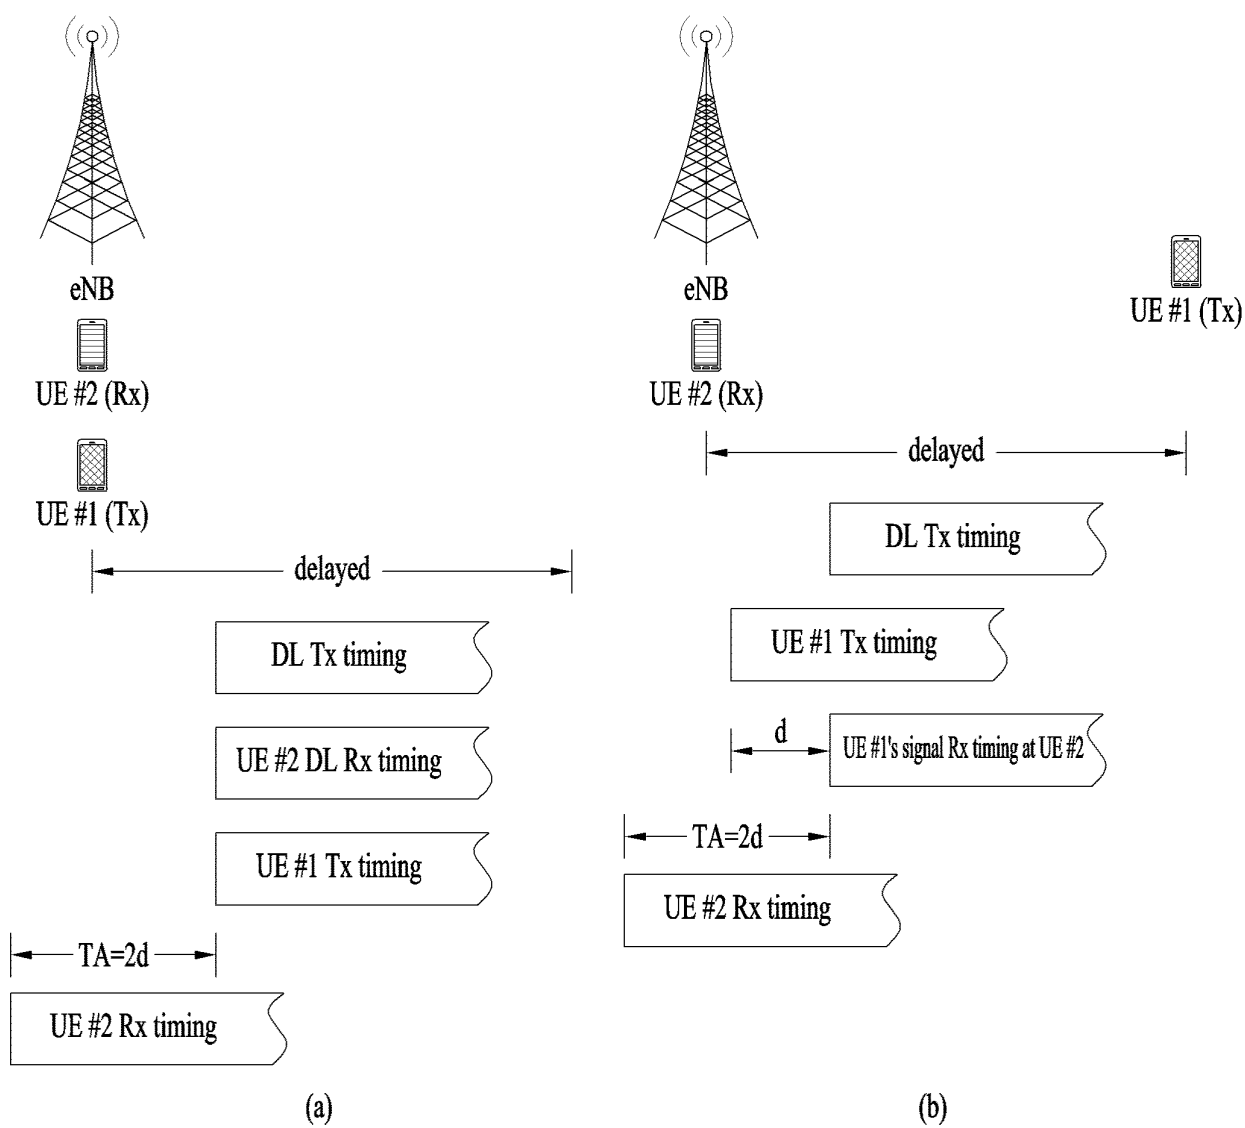 eNB
UE #2 (Rx)
UE #1 (Tx)
delayed
DL Tx timing
UE #2 DL Rx timing
UE #1 Tx timing
TA=2d
UE #2 Rx timing
(a)
eNB
UE #1 (Tx)
UE #2 (Rx)
delayed
DL Tx timing
UE #1 Tx timing
d
UE #1's signal Rx timing at UE #2
TA=2d
UE #2 Rx timing
(b)